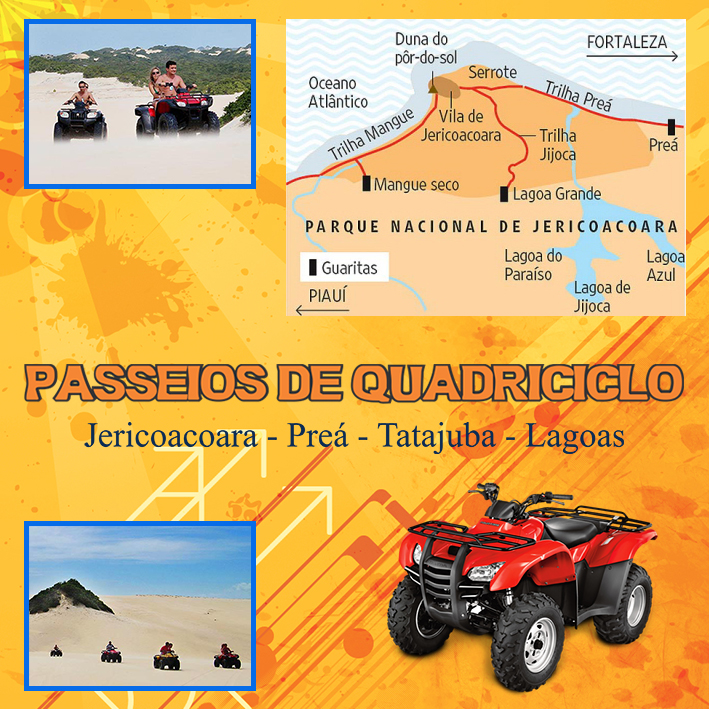 FORTALEZA
Duna do
pôr-do-sol
Serrote
Oceano
Atlântico
Trilha Preá
Trilha Mangue
Vila de
Jericoacoara
Trilha
Jijoca
Preá
Mangue seco
Lagoa Grande
PARQUE NACIONAL DE JERICOACOARA
Guaritas
PIAUÍ
Lagoa do
Paraíso
Lagoa de
Jijoca
Lagoa
Azul
PASSEIOS DE QUADRICICLO
Jericoacoara - Preá - Tatajuba - Lagoas